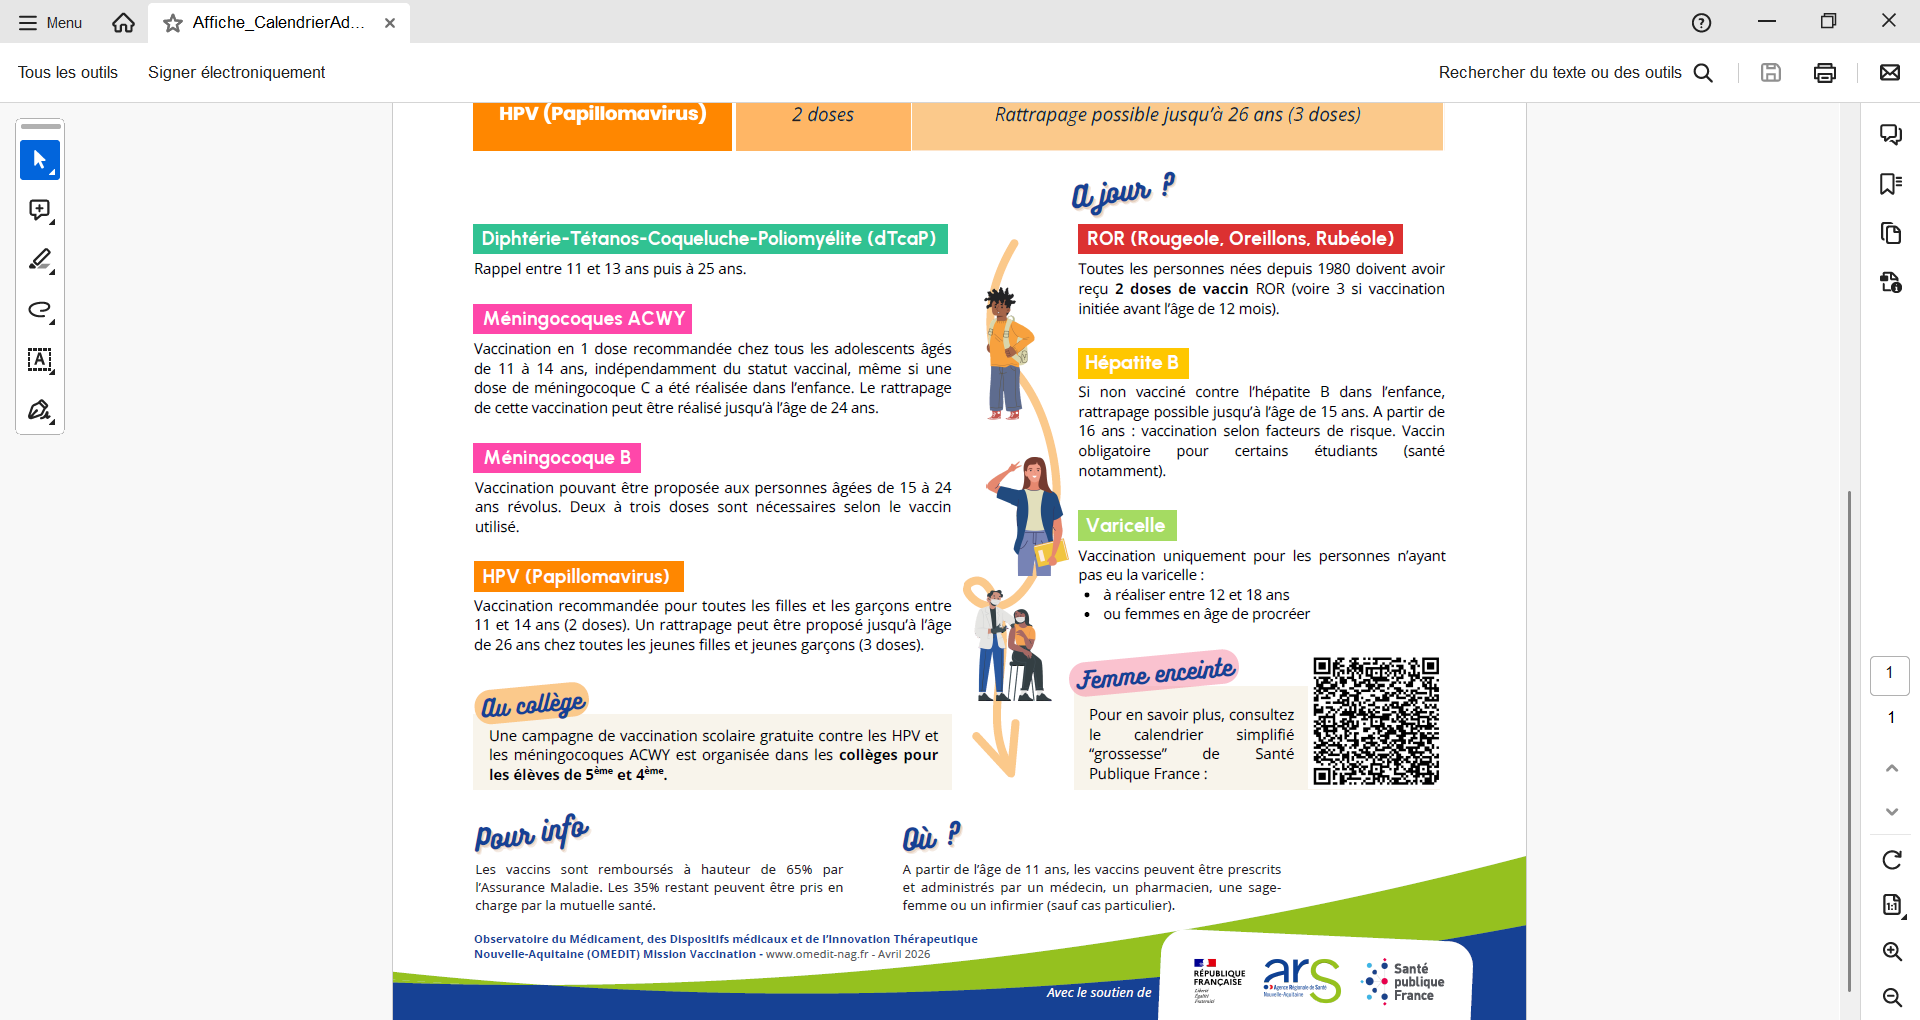 Menu
Affiche_CalendrierAd...
Tous les outils
Signer électroniquement
Rechercher du texte ou des outils
HPV (Papillomavirus)
2 doses
Rattrapage possible jusqu'à 26 ans (3 doses)
A jour ?
Diphtérie-Tétanos-Coqueluche-Poliomyélite (dTcaP)
Rappel entre 11 et 13 ans puis à 25 ans.
Méningocoques ACWY
Vaccination en 1 dose recommandée chez tous les adolescents âgés
de 11 à 14 ans, indépendamment du statut vaccinal, même si une
dose de méningocoque C a été réalisée dans l'enfance. Le rattrapage
de cette vaccination peut être réalisé jusqu'à l'âge de 24 ans.
Méningocoque B
Vaccination pouvant être proposée aux personnes âgées de 15 à 24
ans révolus. Deux à trois doses sont nécessaires selon le vaccin
utilisé.
HPV (Papillomavirus)
Vaccination recommandée pour toutes les filles et les garçons entre
11 et 14 ans (2 doses). Un rattrapage peut être proposé jusqu'à l'âge
de 26 ans chez toutes les jeunes filles et jeunes garçons (3 doses).
Au collège
Une campagne de vaccination scolaire gratuite contre les HPV et
les méningocoques ACWY est organisée dans les collèges pour
les élèves de 5ème et 4ème.
ROR (Rougeole, Oreillons, Rubéole)
Toutes les personnes nées depuis 1980 doivent avoir
reçu 2 doses de vaccin ROR (voire 3 si vaccination
initiée avant l'âge de 12 mois).
Hépatite B
Si non vacciné contre l'hépatite B dans l'enfance,
rattrapage possible jusqu'à l'âge de 15 ans. A partir de
16 ans : vaccination selon facteurs de risque. Vaccin
obligatoire pour certains étudiants (santé
notamment).
Varicelle
Vaccination uniquement pour les personnes n'ayant
pas eu la varicelle :
• à réaliser entre 12 et 18 ans
• ou femmes en âge de procréer
Femme enceinte
Pour en savoir plus, consultez
le calendrier simplifié
"grossesse" de Santé
Publique France :
Pour info
Les vaccins sont remboursés à hauteur de 65% par
l'Assurance Maladie. Les 35% restant peuvent être pris en
charge par la mutuelle santé.
Où ?
A partir de l'âge de 11 ans, les vaccins peuvent être prescrits
et administrés par un médecin, un pharmacien, une sage-
femme ou un infirmier (sauf cas particulier).
Observatoire du Médicament, des Dispositifs médicaux et de l'Innovation Thérapeutique
Nouvelle-Aquitaine (OMEDIT) Mission Vaccination - www.omedit-nag.fr - Avril 2026
Avec le soutien de
RÉPUBLIQUE
FRANÇAISE
Liberté
Égalité
Fraternité
ars
Agence Régionale de Santé
Nouvelle-Aquitaine
Santé
publique
France
1
1